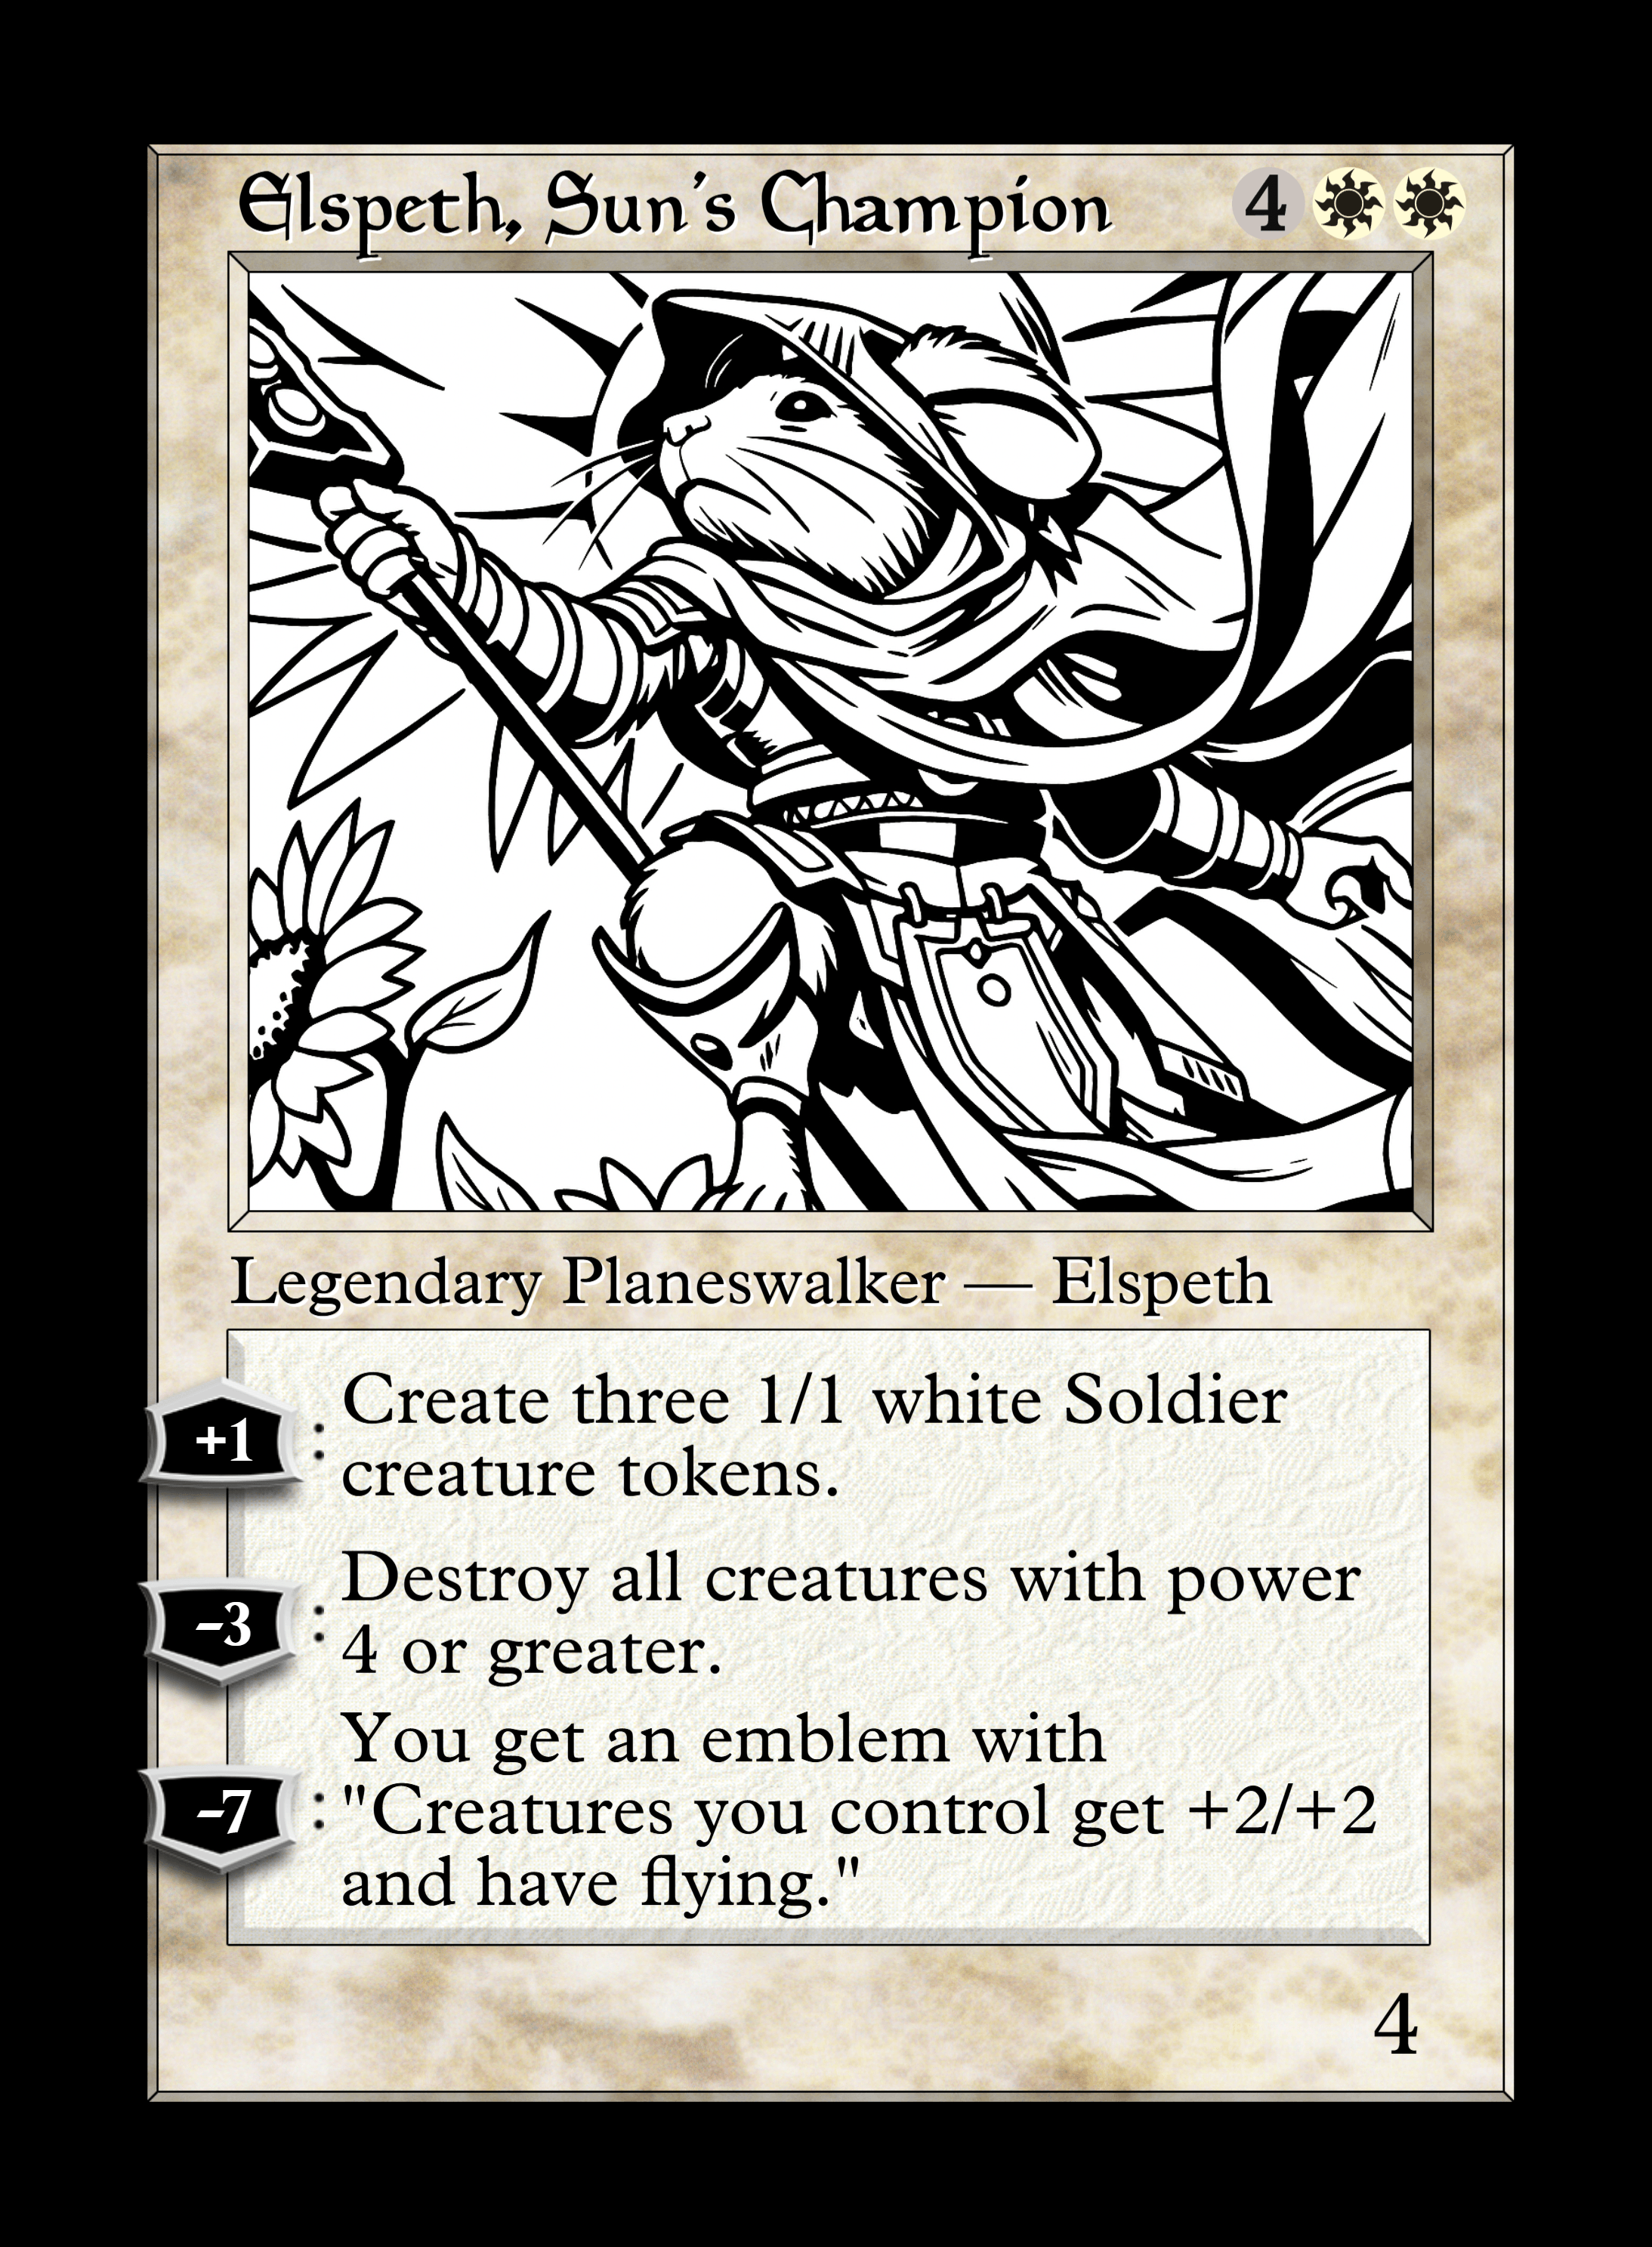 Elspeth, Sun's Champion 4
Legendary Planeswalker — Elspeth
+1 : Create three 1/1 white Soldier
creature tokens.
−3 : Destroy all creatures with power
4 or greater.
You get an emblem with
−7 : "Creatures you control get +2/+2
and have flying."
4